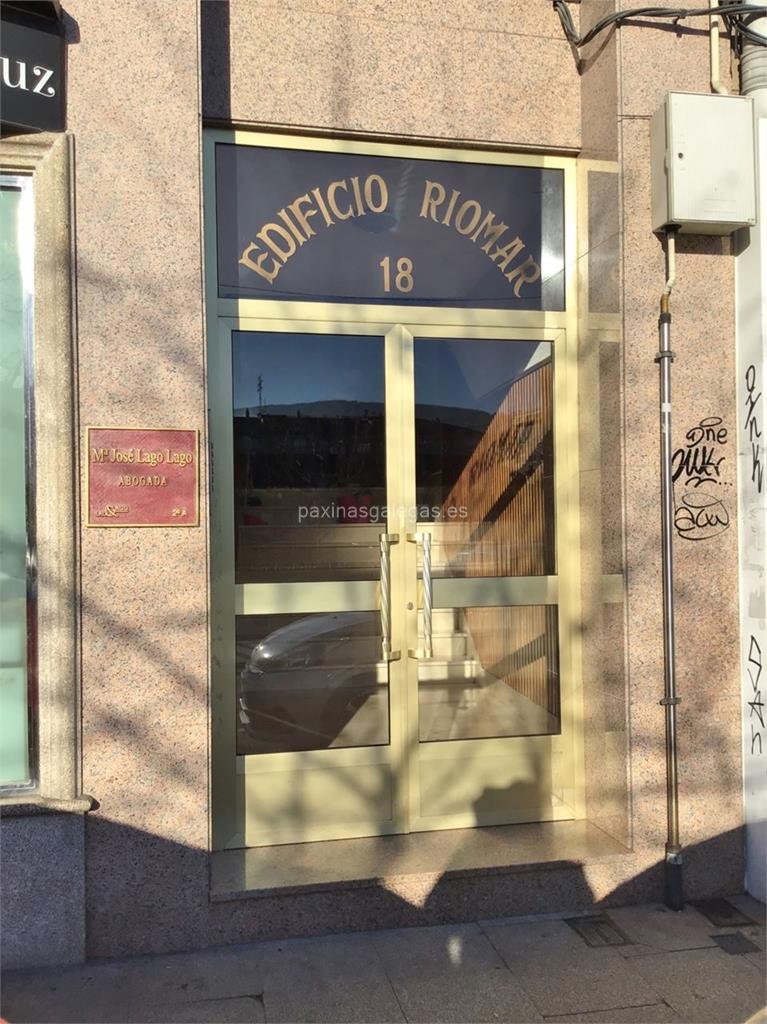 uz
EDIFICIO RIOMAR
18
Mª José Lago Lago
ABOGADA
2º A
paxinasgalegas.es